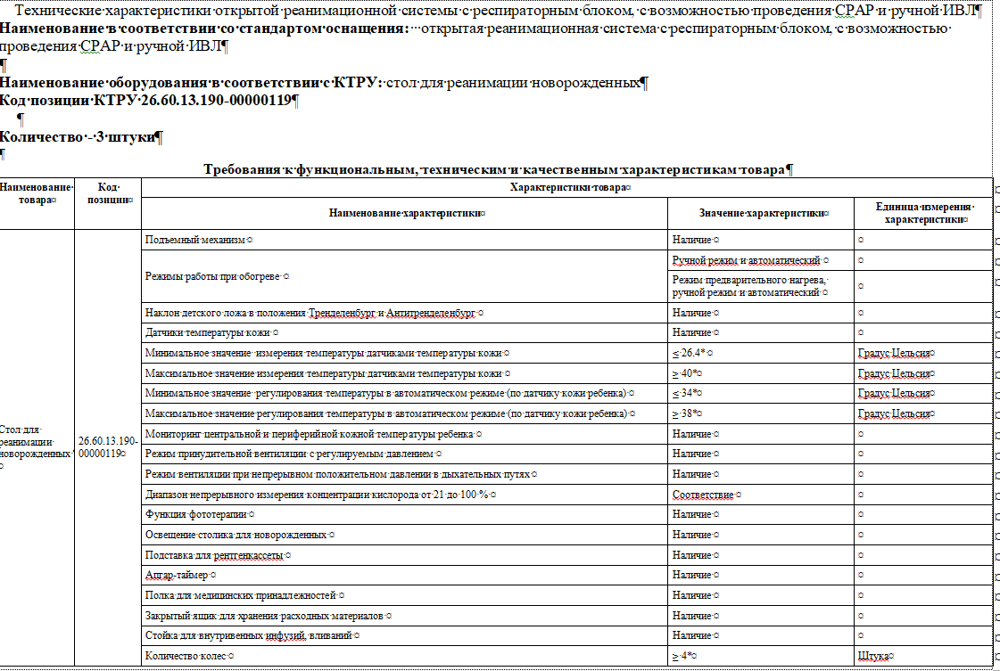 Технические характеристики открытой реанимационной системы с респираторным блоком, с возможностью проведения СРАР и ручной ИВЛ¶
Наименование в соответствии со стандартом оснащения: открытая реанимационная система с респираторным блоком, с возможностью
проведения СРАР и ручной ИВЛ¶
¶
Наименование оборудования в соответствии с КТРУ: стол для реанимации новорожденных¶
Код позиции КТРУ 26.60.13.190-00000119¶
¶
Количество - 3 штуки¶
¶
Требования к функциональным, техническим и качественным характеристикам товара¶
Наименование товара
Код позиции
Характеристики товара
Наименование характеристики
Значение характеристики
Единица измерения характеристики
Стол для реанимации новорожденных
26.60.13.190-00000119
Подъемный механизм
Наличие
Режимы работы при обогреве
Ручной режим и автоматический
Режим предварительного нагрева,
ручной режим и автоматический
Наклон детского ложа в положения Тренделенбург и Антитренделенбург
Наличие
Датчики температуры кожи
Наличие
Минимальное значение измерения температуры датчиками температуры кожи
≤ 26.4*
Градус Цельсия
Максимальное значение измерения температуры датчиками температуры кожи
≥ 40*
Градус Цельсия
Минимальное значение регулирования температуры в автоматическом режиме (по датчику кожи ребенка)
≤ 34*
Градус Цельсия
Максимальное значение регулирования температуры в автоматическом режиме (по датчику кожи ребенка)
≥ 38*
Градус Цельсия
Мониторинг центральной и периферийной кожной температуры ребенка
Наличие
Режим принудительной вентиляции с регулируемым давлением
Наличие
Режим вентиляции при непрерывном положительном давлении в дыхательных путях
Наличие
Диапазон непрерывного измерения концентрации кислорода от 21 до 100 %
Соответствие
Функция фототерапии
Наличие
Освещение столика для новорожденных
Наличие
Подставка для рентгенкассеты
Наличие
Апгар-таймер
Наличие
Полка для медицинских принадлежностей
Наличие
Закрытый ящик для хранения расходных материалов
Наличие
Стойка для внутривенных инфузий, вливаний
Наличие
Количество колес
≥ 4*
Штука